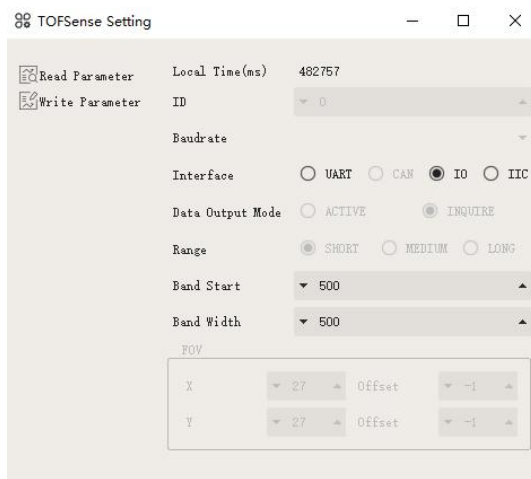 TOFSense Setting
Read Parameter
Write Parameter
Local Time(ms) 482757
ID 0
Baudrate
Interface UART CAN IO IIC
Data Output Mode ACTIVE INQUIRE
Range SHORT MEDIUM LONG
Band Start 500
Band Width 500
FOV
X 27 Offset -1
Y 27 Offset -1